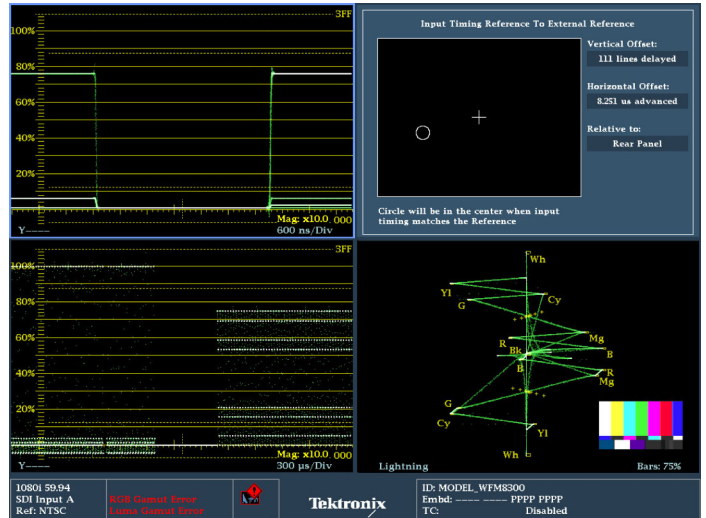 3FF
100%
80%
60%
40%
20%
Mag: x10.0 000
Y----
600 ns/Div
Input Timing Reference To External Reference
Vertical Offset:
111 lines delayed
Horizontal Offset:
8.251 us advanced
Relative to:
Rear Panel
Circle will be in the center when input
timing matches the Reference
3FF
100%
80%
60%
40%
20%
Mag: x10.0 000
Y----
300 µs/Div
Wh
Yl
Cy
G
Mg
R
Bk
B
B
R
Mg
G
Cy
Yl
Wh
Lightning
Bars: 75%
1080i 59.94
SDI Input A
Ref: NTSC
RGB Gamut Error
Luma Gamut Error
Tektronix
ID: MODEL_WFM8300
Embd: ---- ---- PPPP PPPP
TC: Disabled